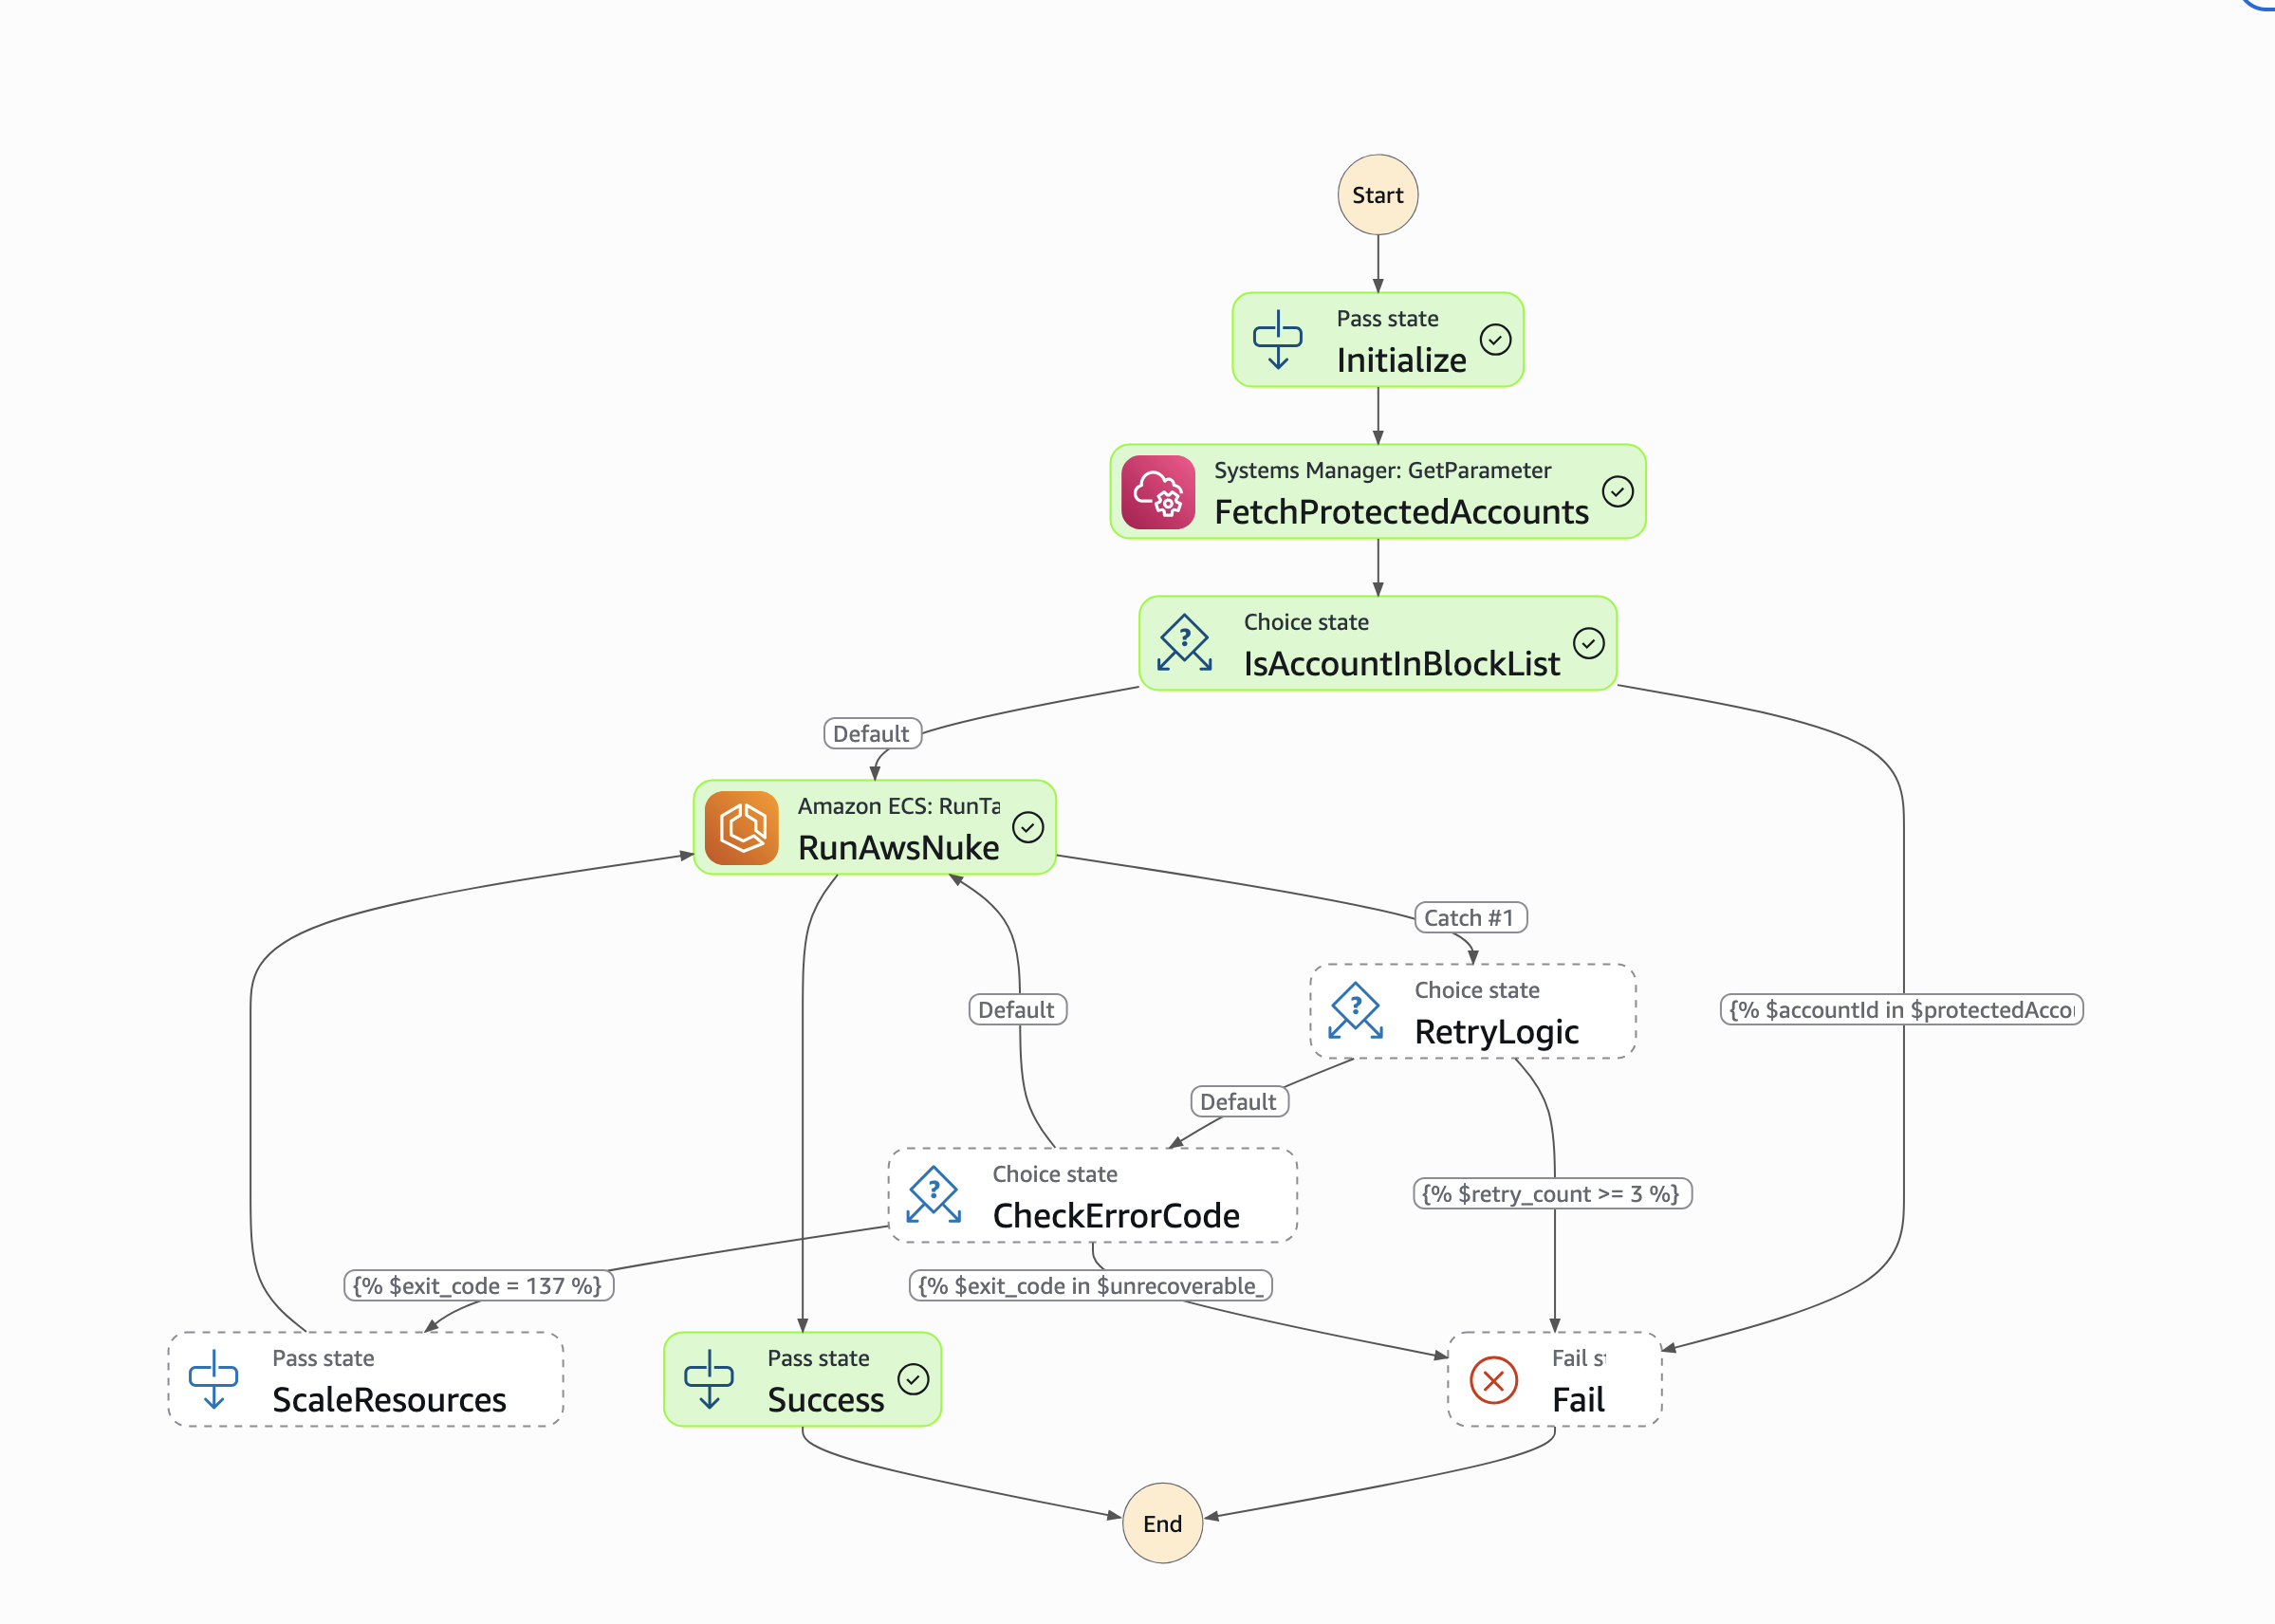 Start
Pass state
Initialize
Systems Manager: GetParameter
FetchProtectedAccounts
Choice state
IsAccountInBlockList
Default
Amazon ECS: RunTa
RunAwsNuke
Catch #1
Choice state
RetryLogic
Default
{% $accountId in $protectedAcco
Default
Choice state
CheckErrorCode
{% $retry_count >= 3 %}
{% $exit_code = 137 %}
{% $exit_code in $unrecoverable_
Pass state
ScaleResources
Pass state
Success
Fail st
Fail
End